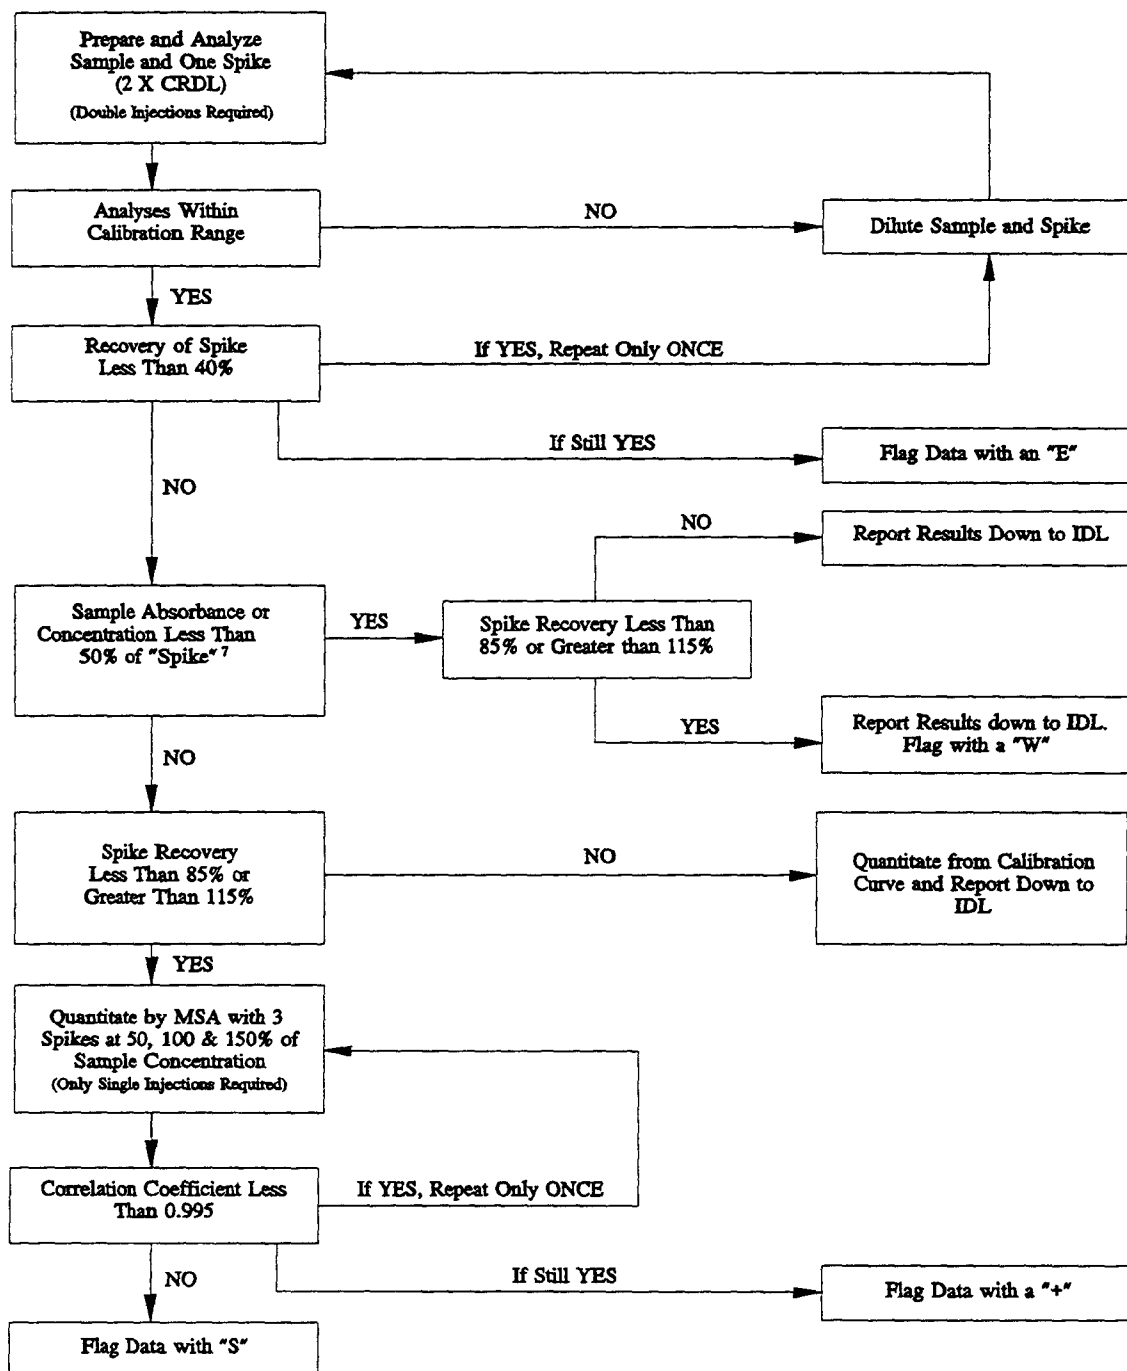 Prepare and Analyze
Sample and One Spike
(2 X CRDL)
(Double Injections Required)
Analyses Within
Calibration Range
NO
Dilute Sample and Spike
YES
Recovery of Spike
Less Than 40%
If YES, Repeat Only ONCE
If Still YES
Flag Data with an "E"
NO
NO
Report Results Down to IDL
Sample Absorbance or
Concentration Less Than
50% of "Spike" 7
YES
Spike Recovery Less Than
85% or Greater than 115%
YES
Report Results down to IDL.
Flag with a "W"
NO
Spike Recovery
Less Than 85% or
Greater Than 115%
NO
Quantitate from Calibration
Curve and Report Down to
IDL
YES
Quantitate by MSA with 3
Spikes at 50, 100 & 150% of
Sample Concentration
(Only Single Injections Required)
Correlation Coefficient Less
Than 0.995
If YES, Repeat Only ONCE
NO
If Still YES
Flag Data with a "+"
Flag Data with "S"